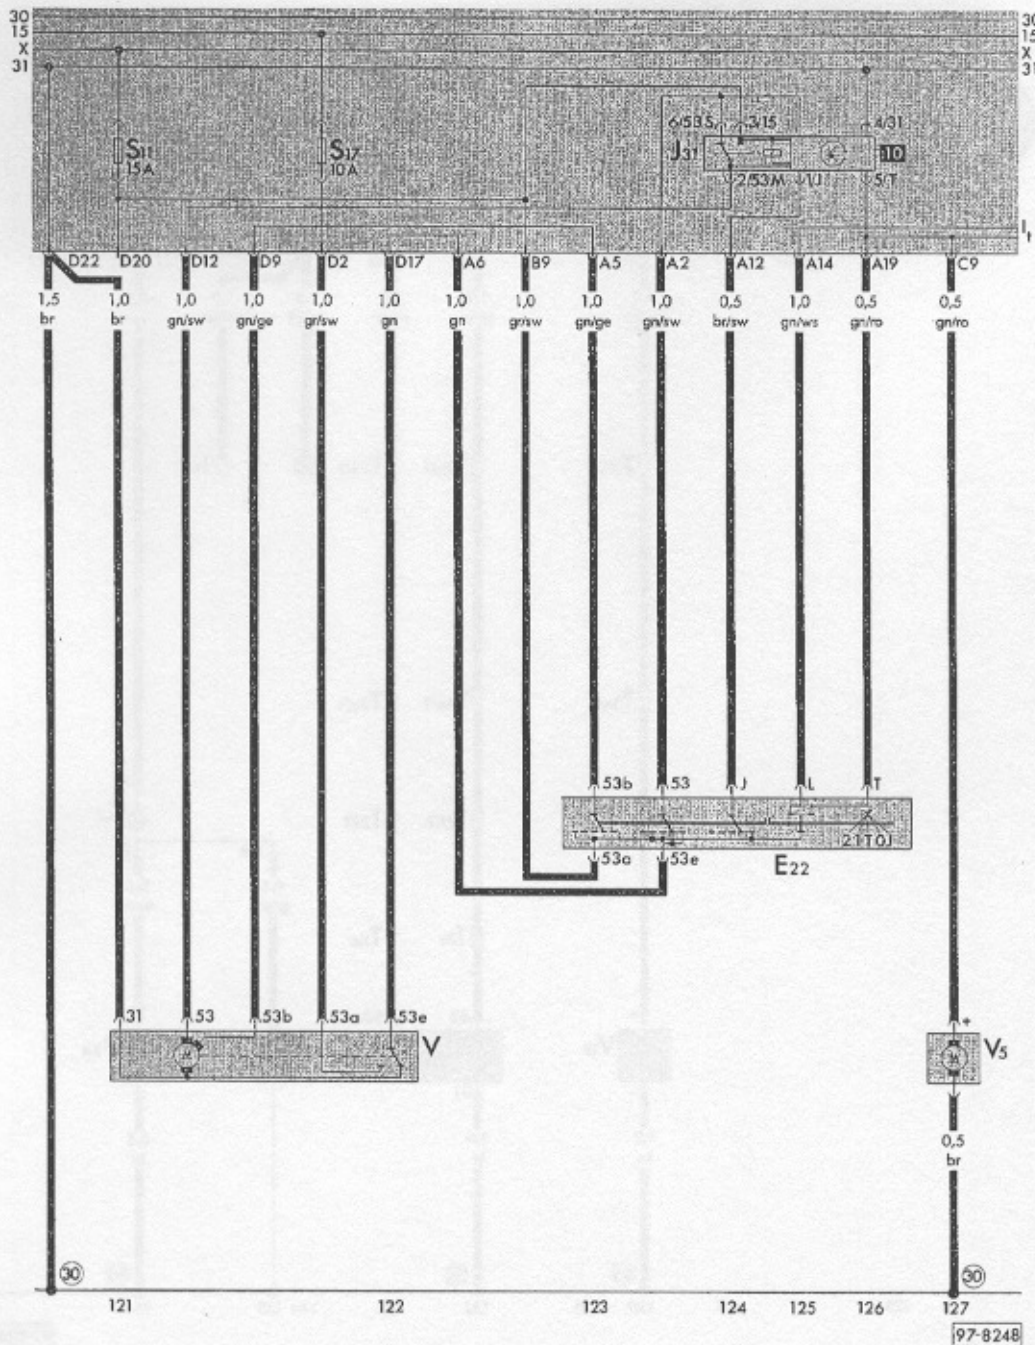 30 30
15 15
X X
31 31
6/53S 3/15 4/31
S11 S17 J31 10
15A 10A
2/53M 1/J 5/T
D22 D20 D12 D9 D2 D17 A6 B9 A5 A2 A12 A14 A19 C9
1,5 1,0 1,0 1,0 1,0 1,0 1,0 1,0 1,0 1,0 0,5 1,0 0,5 0,5
br br gn/sw gn/ge gr/sw gn gn gr/sw gn/ge gn/sw br/sw gn/ws gn/ro gn/ro
53b 53 J L T
2 1 T 0 J
53a 53e E22
31 53 53b 53a 53e +
M V M V5
0,5
br
30 30
121 122 123 124 125 126 127
97-8248